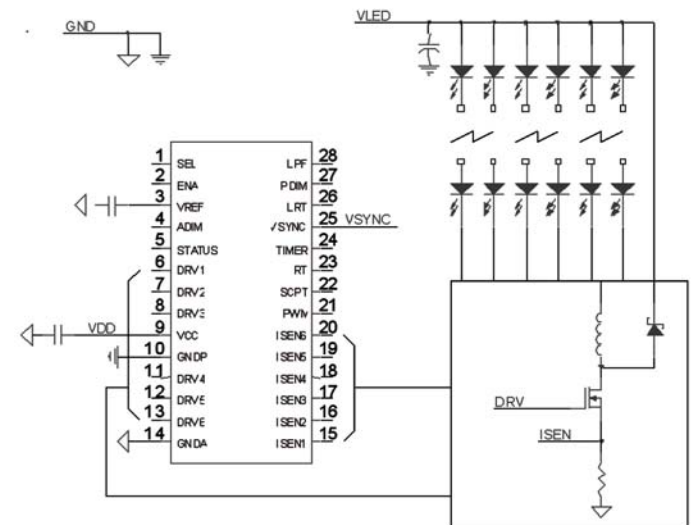 GND
VLED
1 SEL
2 ENA
3 VREF
4 ADIM
5 STATUS
6 DRV1
7 DRV2
8 DRV3
VDD 9 VCC
10 GNDP
11 DRV4
12 DRV5
13 DRV6
14 GNDA
LPF 28
PDIM 27
LRT 26
VSYNC 25 VSYNC
TIMER 24
RT 23
SCPT 22
PWM 21
ISEN6 20
ISEN5 19
ISEN4 18
ISEN3 17
ISEN2 16
ISEN1 15
DRV
ISEN